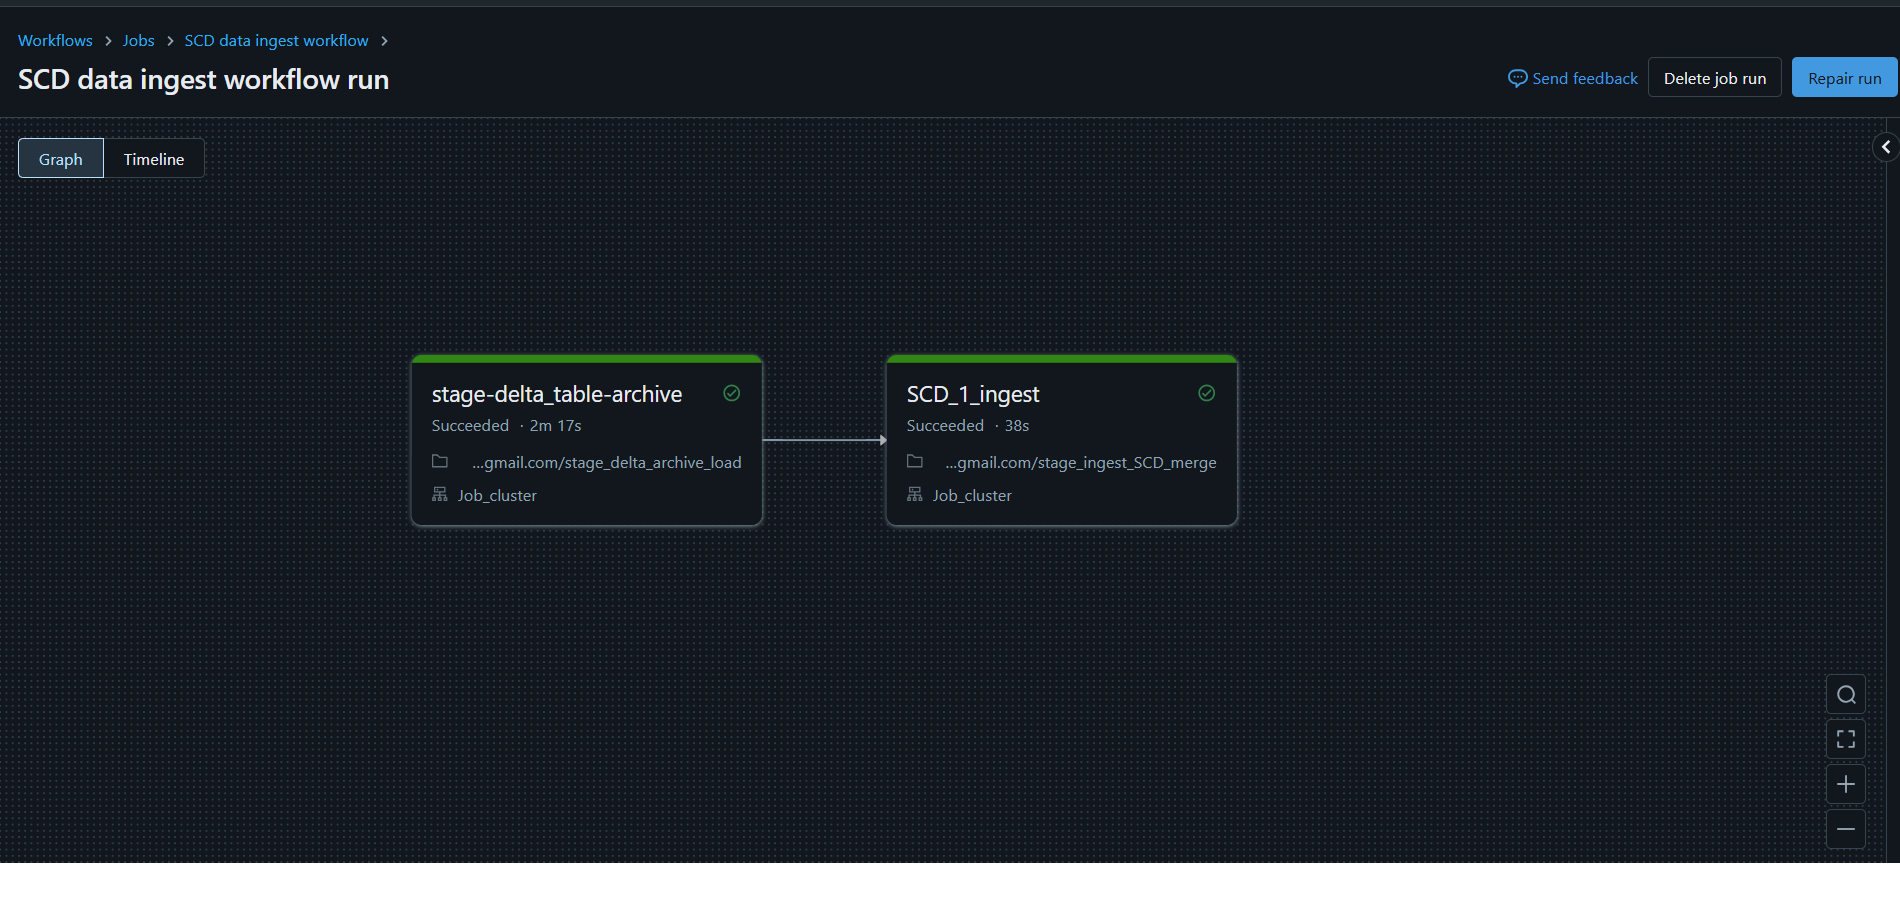 Workflows > Jobs > SCD data ingest workflow >
SCD data ingest workflow run
Send feedback
Delete job run
Repair run
Graph
Timeline
stage-delta_table-archive
Succeeded · 2m 17s
...gmail.com/stage_delta_archive_load
Job_cluster
SCD_1_ingest
Succeeded · 38s
...gmail.com/stage_ingest_SCD_merge
Job_cluster